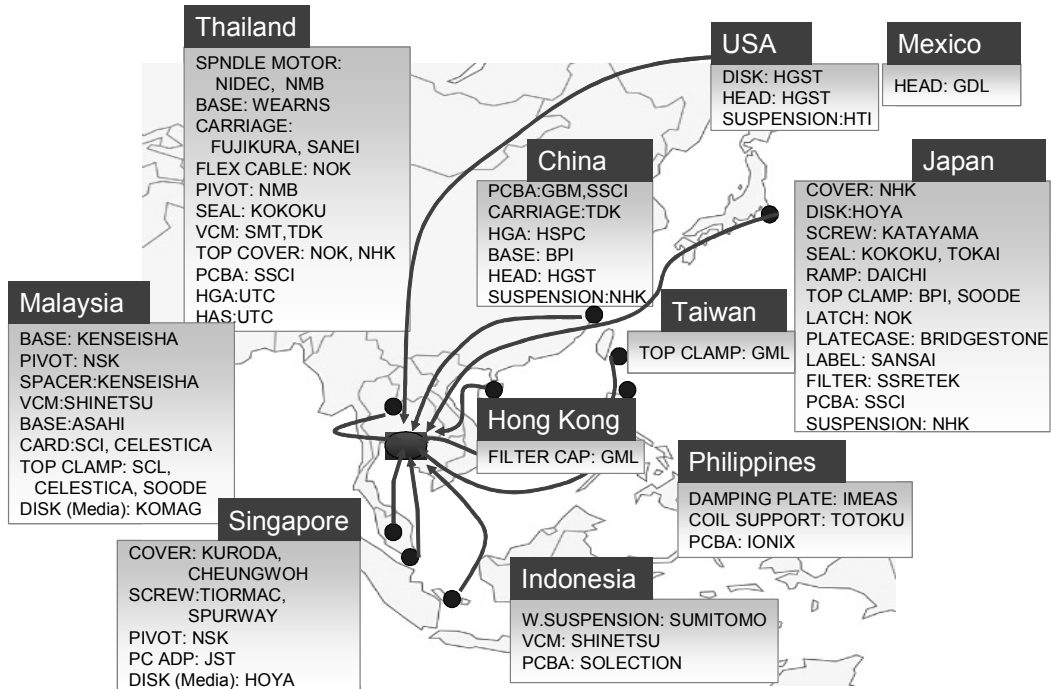 Thailand
SPNDLE MOTOR:
NIDEC, NMB
BASE: WEARNS
CARRIAGE:
FUJIKURA, SANEI
FLEX CABLE: NOK
PIVOT: NMB
SEAL: KOKOKU
VCM: SMT,TDK
TOP COVER: NOK, NHK
PCBA: SSCI
HGA:UTC
HAS:UTC
USA
DISK: HGST
HEAD: HGST
SUSPENSION:HTI
Mexico
HEAD: GDL
China
PCBA:GBM,SSCI
CARRIAGE:TDK
HGA: HSPC
BASE: BPI
HEAD: HGST
SUSPENSION:NHK
Japan
COVER: NHK
DISK:HOYA
SCREW: KATAYAMA
SEAL: KOKOKU, TOKAI
RAMP: DAICHI
TOP CLAMP: BPI, SOODE
LATCH: NOK
PLATECASE: BRIDGESTONE
LABEL: SANSAI
FILTER: SSRETEK
PCBA: SSCI
SUSPENSION: NHK
Malaysia
BASE: KENSEISHA
PIVOT: NSK
SPACER:KENSEISHA
VCM:SHINETSU
BASE:ASAHI
CARD:SCI, CELESTICA
TOP CLAMP: SCL,
CELESTICA, SOODE
DISK (Media): KOMAG
Taiwan
TOP CLAMP: GML
Hong Kong
FILTER CAP: GML
Philippines
DAMPING PLATE: IMEAS
COIL SUPPORT: TOTOKU
PCBA: IONIX
Singapore
COVER: KURODA,
CHEUNGWOH
SCREW:TIORMAC,
SPURWAY
PIVOT: NSK
PC ADP: JST
DISK (Media): HOYA
Indonesia
W.SUSPENSION: SUMITOMO
VCM: SHINETSU
PCBA: SOLECTION